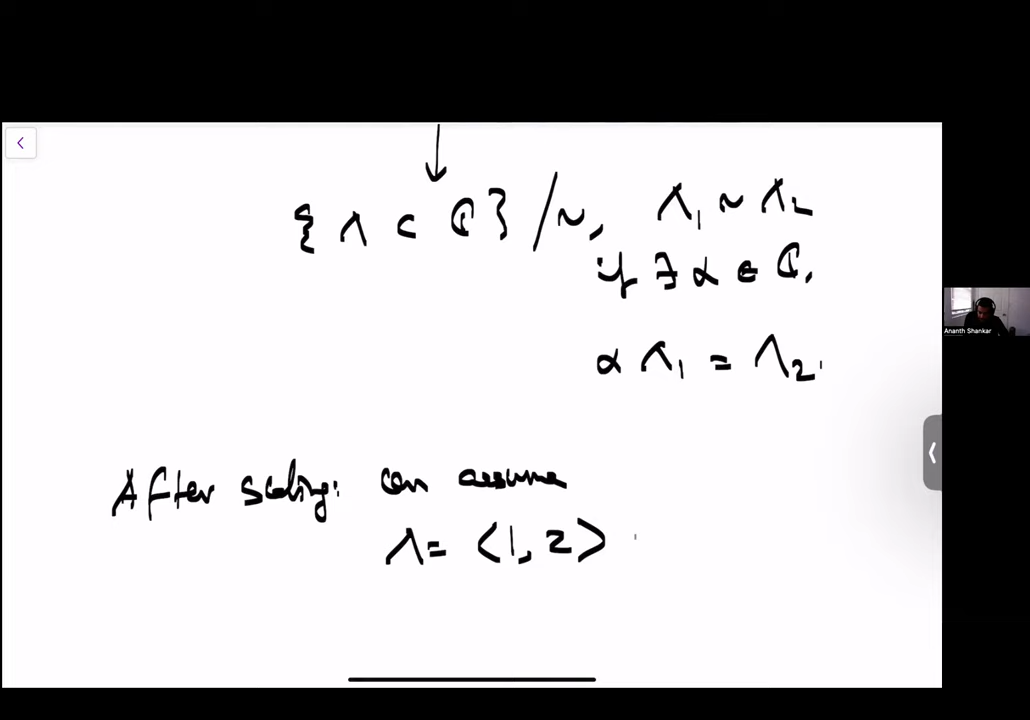 {Λ ⊂ ℂ}/~, Λ₁ ~ Λ₂
if ∃ α ∈ ℂ,
α Λ₁ = Λ₂.
After scaling: can assume
Λ = <1, z>
Ananth Shankar